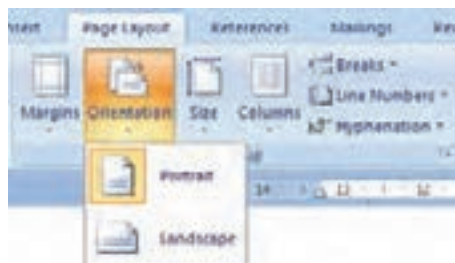 Page Layout References Mailings
Margins Orientation Size Columns
Breaks
Line Numbers
Hyphenation
Portrait
Landscape